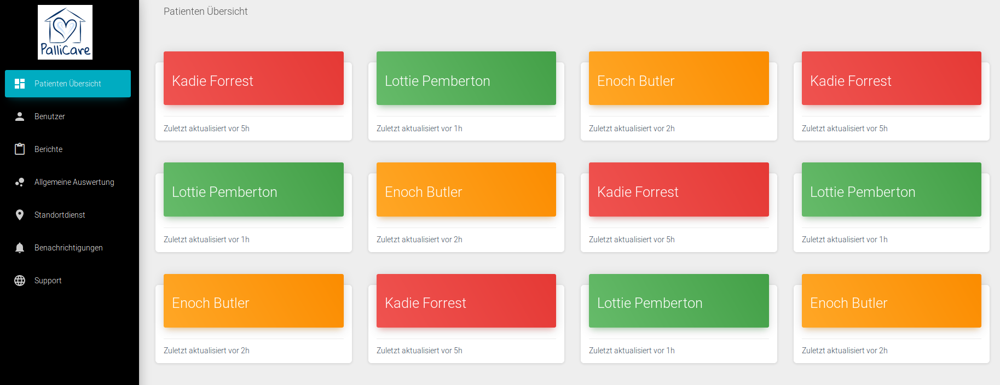 PalliCare
Patienten Übersicht
Benutzer
Berichte
Allgemeine Auswertung
Standortdienst
Benachrichtigungen
Support
Patienten Übersicht
Kadie Forrest
Zuletzt aktualisiert vor 5h
Lottie Pemberton
Zuletzt aktualisiert vor 1h
Enoch Butler
Zuletzt aktualisiert vor 2h
Kadie Forrest
Zuletzt aktualisiert vor 5h
Lottie Pemberton
Zuletzt aktualisiert vor 1h
Enoch Butler
Zuletzt aktualisiert vor 2h
Kadie Forrest
Zuletzt aktualisiert vor 5h
Lottie Pemberton
Zuletzt aktualisiert vor 1h
Enoch Butler
Zuletzt aktualisiert vor 2h
Kadie Forrest
Zuletzt aktualisiert vor 5h
Lottie Pemberton
Zuletzt aktualisiert vor 1h
Enoch Butler
Zuletzt aktualisiert vor 2h